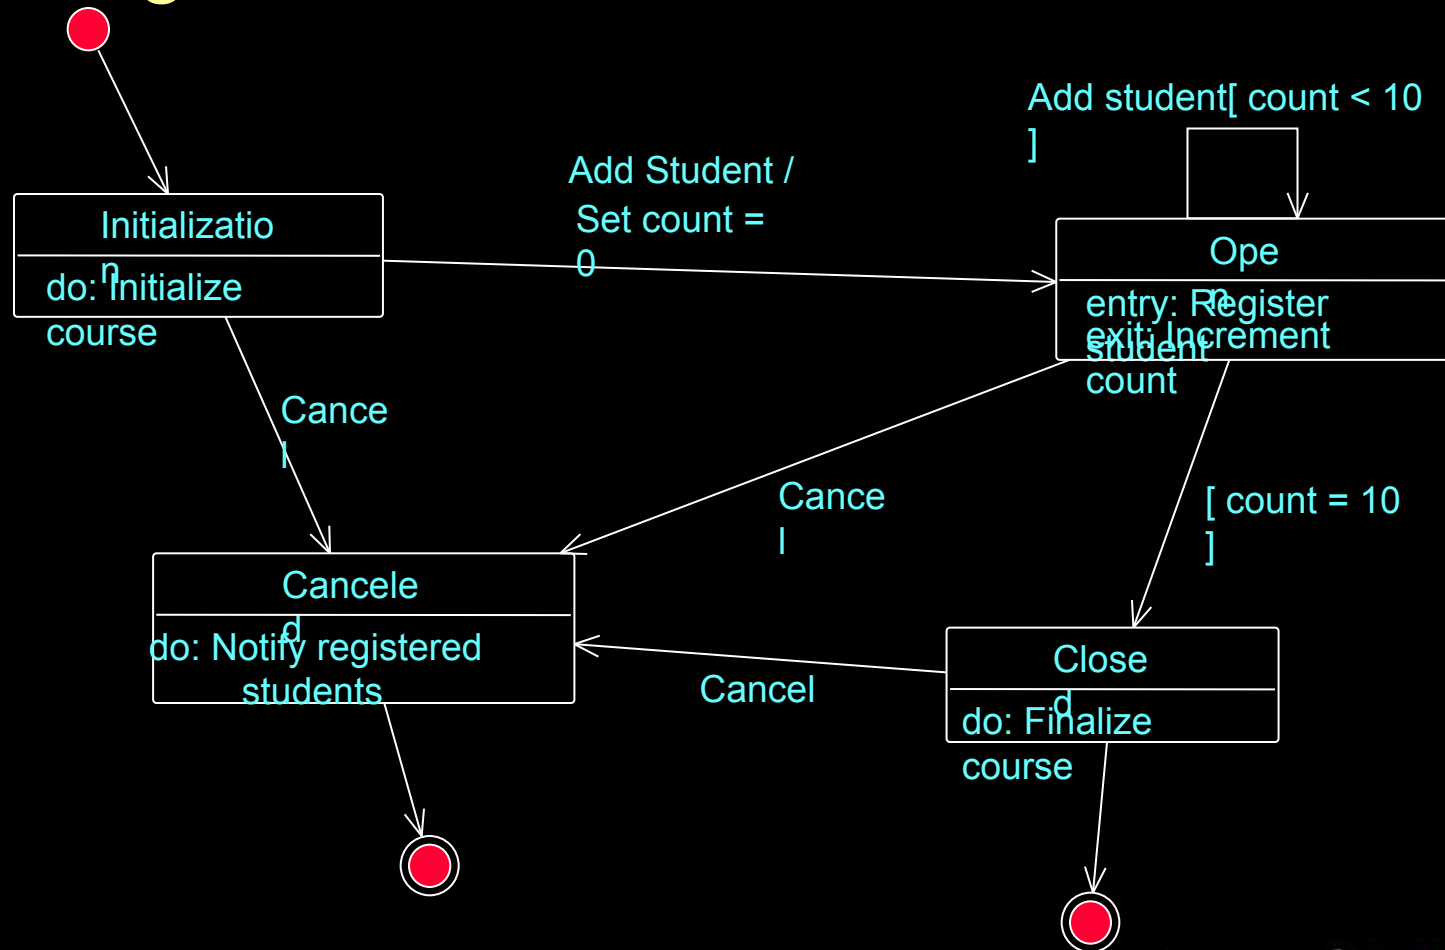 Add student[ count < 10
]
Add Student /
Set count =
0
Initializatio
n
do: Initialize
course
Ope
n
entry: Register
student
exit: Increment
count
Cance
l
Cance
l
[ count = 10
]
Cancele
d
do: Notify registered
students
Cancel
Close
d
do: Finalize
course